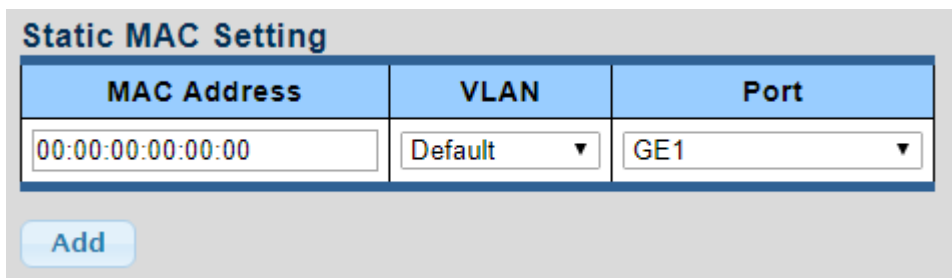 Static MAC Setting
MAC Address VLAN Port
00:00:00:00:00:00 Default GE1
Add